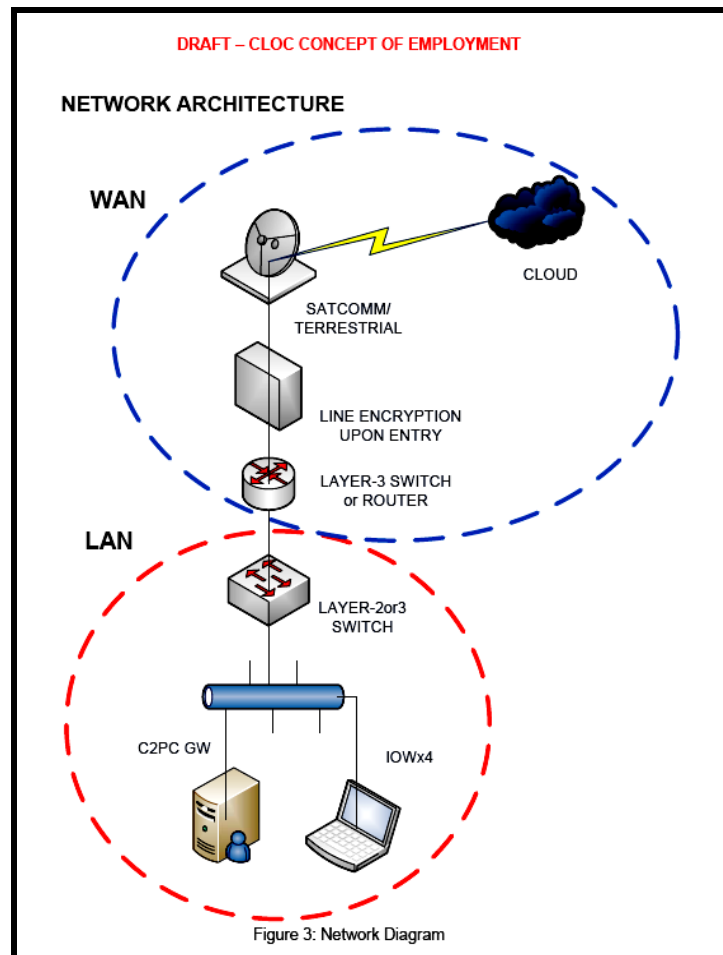 DRAFT – CLOC CONCEPT OF EMPLOYMENT
NETWORK ARCHITECTURE
WAN
CLOUD
SATCOMM/
TERRESTRIAL
LINE ENCRYPTION
UPON ENTRY
LAYER-3 SWITCH
or ROUTER
LAN
LAYER-2or3
SWITCH
C2PC GW
IOWx4
Figure 3: Network Diagram